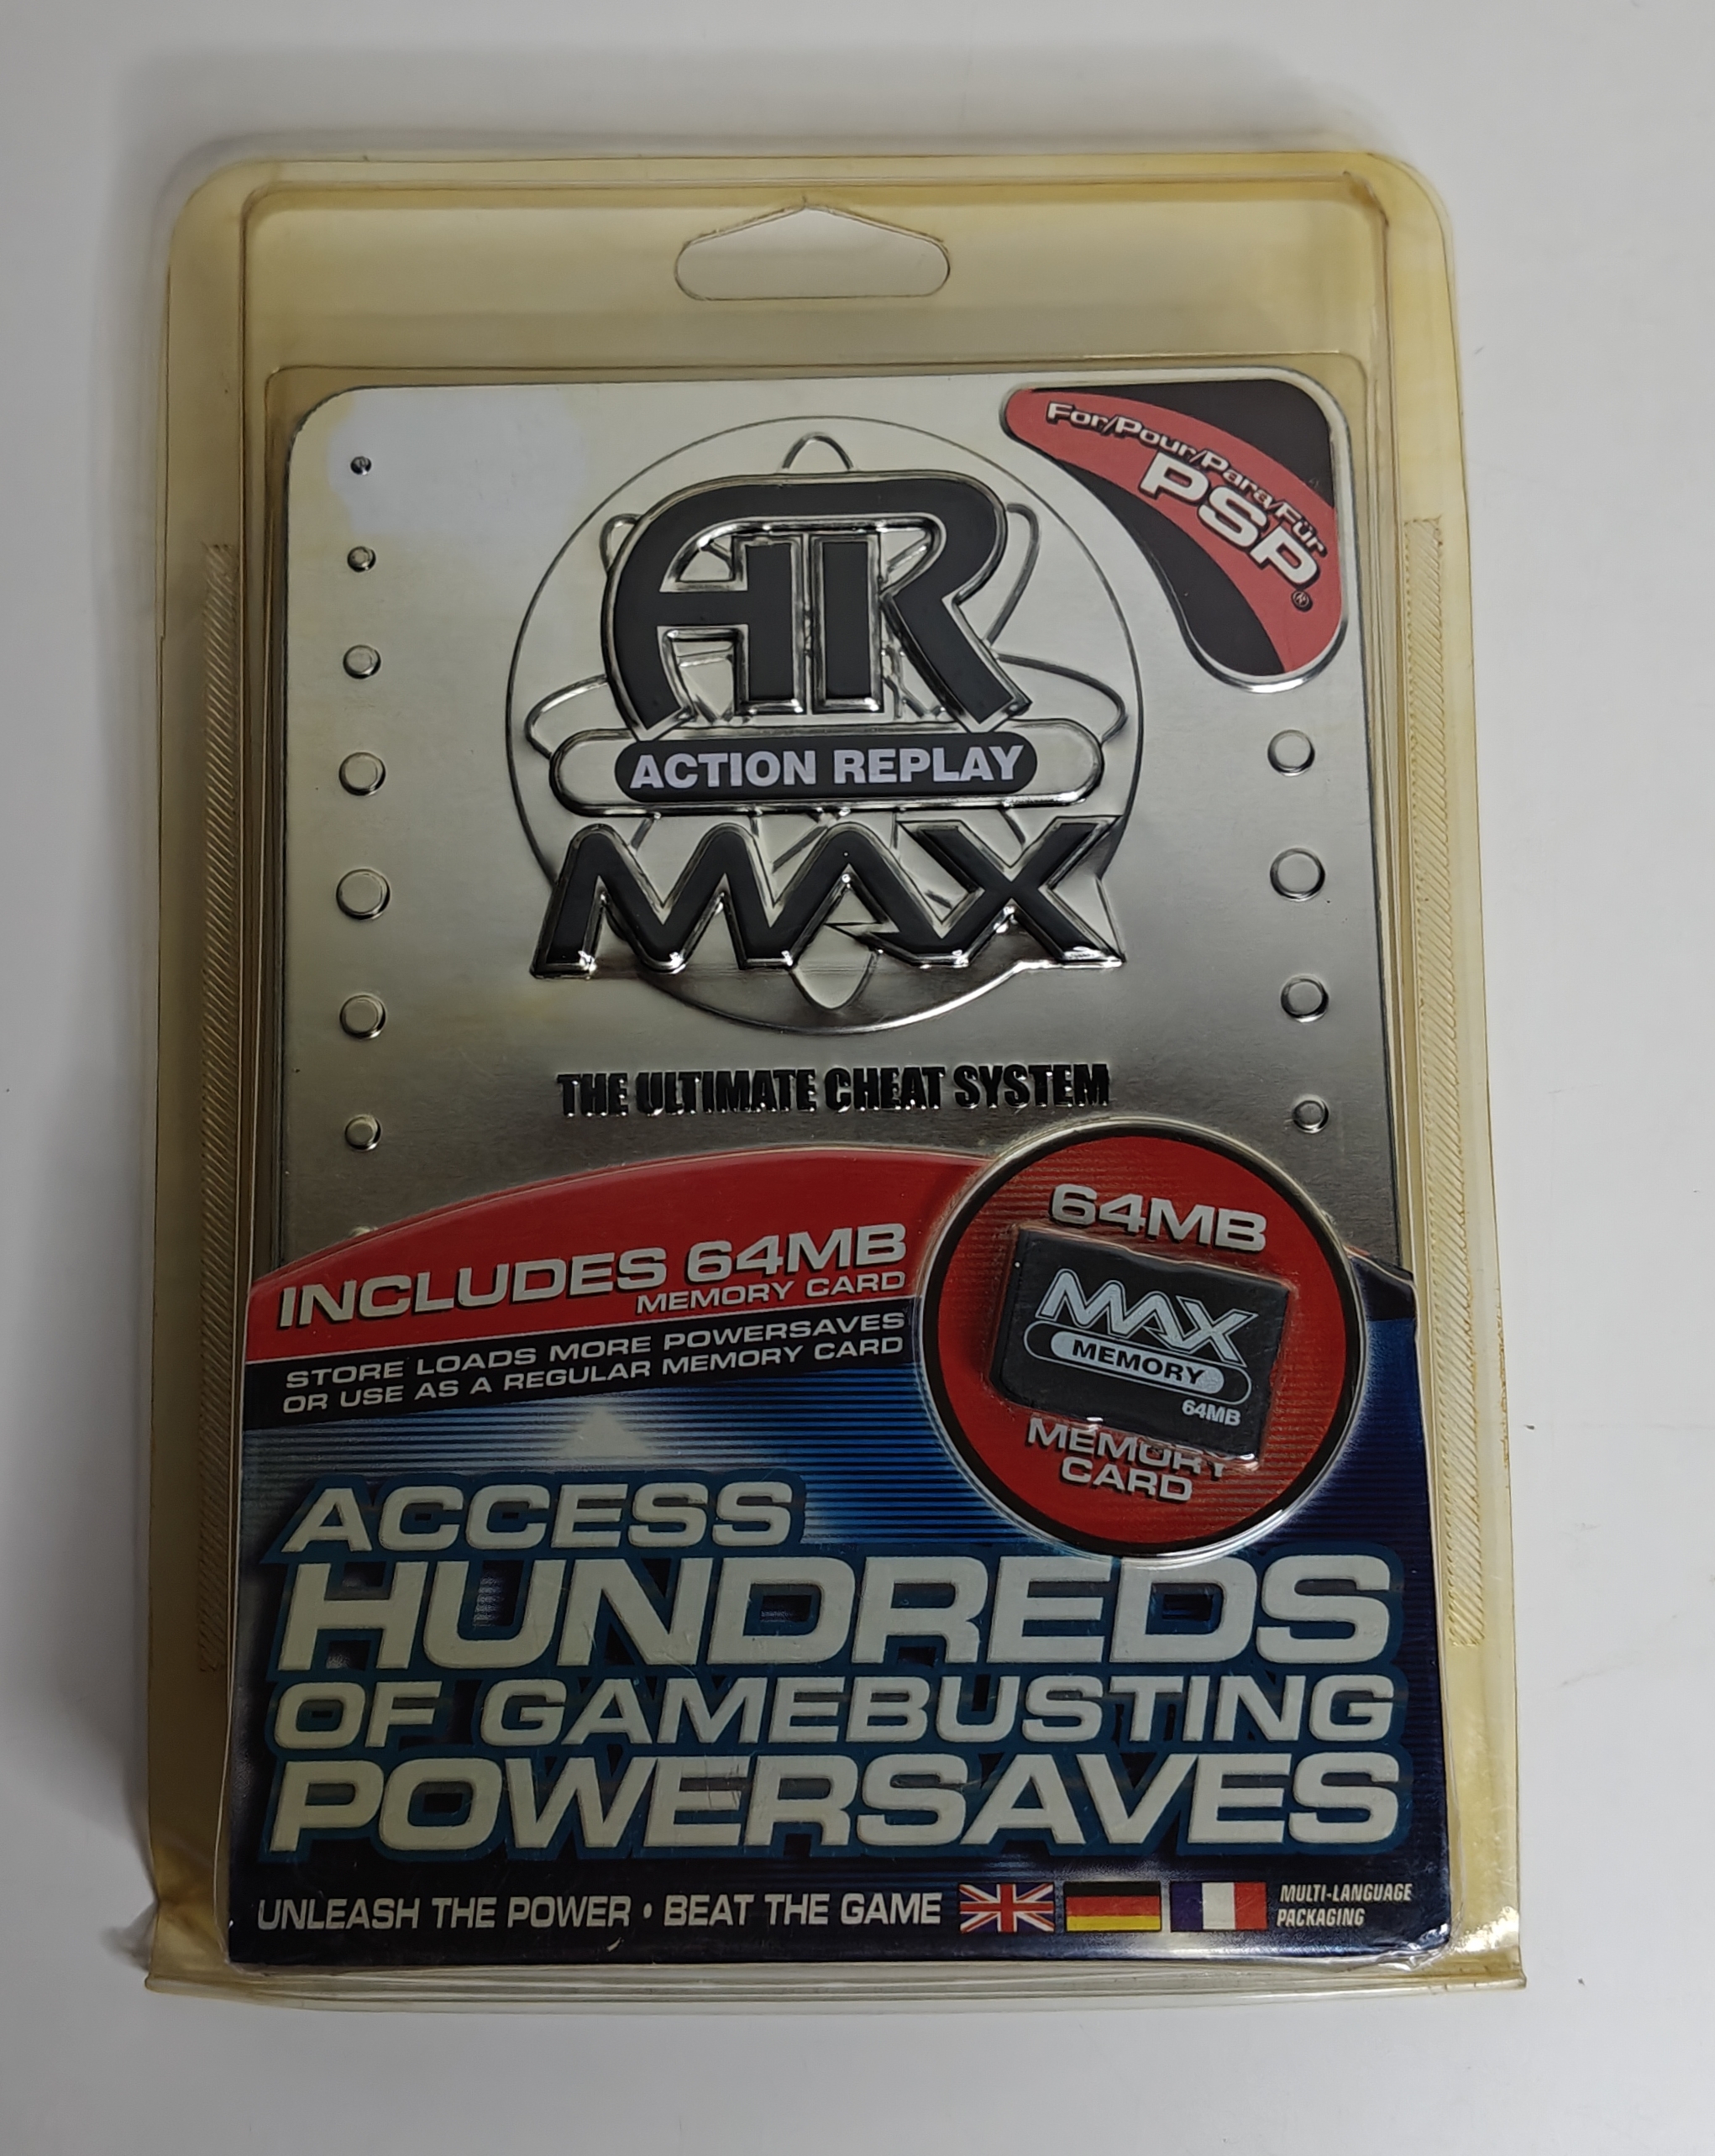 For/Pour/Para/Für
PSP®
AR
ACTION REPLAY
MAX
THE ULTIMATE CHEAT SYSTEM
INCLUDES 64MB
MEMORY CARD
STORE LOADS MORE POWERSAVES
OR USE AS A REGULAR MEMORY CARD
64MB
MAX
MEMORY
64MB
MEMORY
CARD
ACCESS
HUNDREDS
OF GAMEBUSTING
POWERSAVES
UNLEASH THE POWER • BEAT THE GAME
MULTI-LANGUAGE
PACKAGING